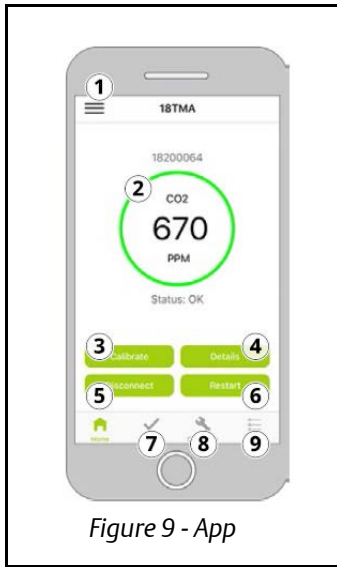 1
18TMA
18200064
2
CO2
670
PPM
Status: OK
3 Calibrate Details 4
5 Disconnect Restart 6
Home 7 8 9
Figure 9 - App